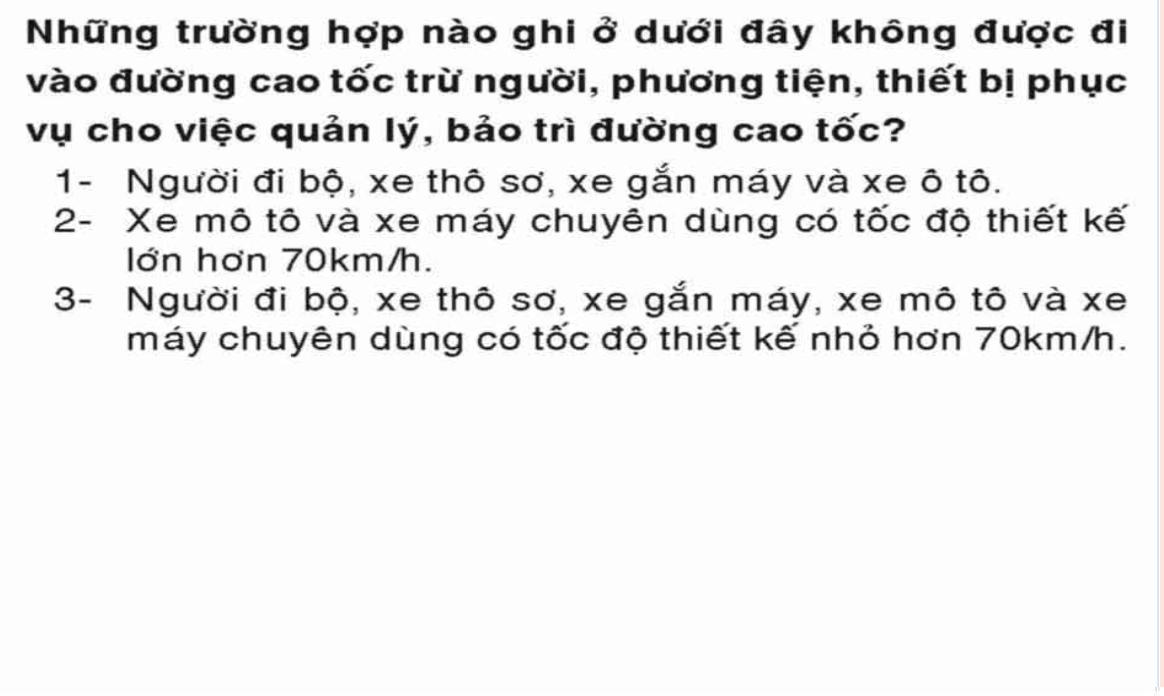 Những trường hợp nào ghi ở dưới đây không được đi
vào đường cao tốc trừ người, phương tiện, thiết bị phục
vụ cho việc quản lý, bảo trì đường cao tốc?
1- Người đi bộ, xe thô sơ, xe gắn máy và xe ô tô.
2- Xe mô tô và xe máy chuyên dùng có tốc độ thiết kế
lớn hơn 70km/h.
3- Người đi bộ, xe thô sơ, xe gắn máy, xe mô tô và xe
máy chuyên dùng có tốc độ thiết kế nhỏ hơn 70km/h.